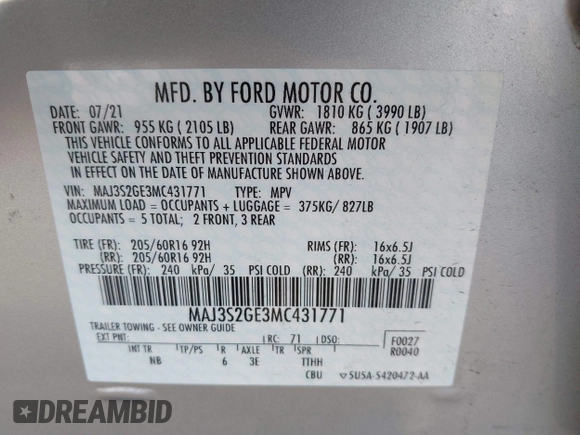 MFD. BY FORD MOTOR CO.
DATE: 07/21 GVWR: 1810 KG ( 3990 LB)
FRONT GAWR: 955 KG ( 2105 LB) REAR GAWR: 865 KG ( 1907 LB)
THIS VEHICLE CONFORMS TO ALL APPLICABLE FEDERAL MOTOR
VEHICLE SAFETY AND THEFT PREVENTION STANDARDS
IN EFFECT ON THE DATE OF MANUFACTURE SHOWN ABOVE.
VIN: MAJ3S2GE3MC431771 TYPE: MPV
MAXIMUM LOAD = OCCUPANTS + LUGGAGE = 375KG/ 827LB
OCCUPANTS = 5 TOTAL; 2 FRONT, 3 REAR
TIRE (FR): 205/60R16 92H RIMS (FR): 16x6.5J
(RR): 205/60R16 92H (RR): 16x6.5J
PRESSURE (FR): 240 kPa/ 35 PSI COLD (RR): 240 kPa/ 35 PSI COLD
MAJ3S2GE3MC431771
TRAILER TOWING - SEE OWNER GUIDE
EXT PNT: RC: 71 DSO: F0027
R0040
INT TR TP/PS R AXLE TR SPR
NB 6 3E TTHH
CBU SU5A-5420472-AA
DREAMBID